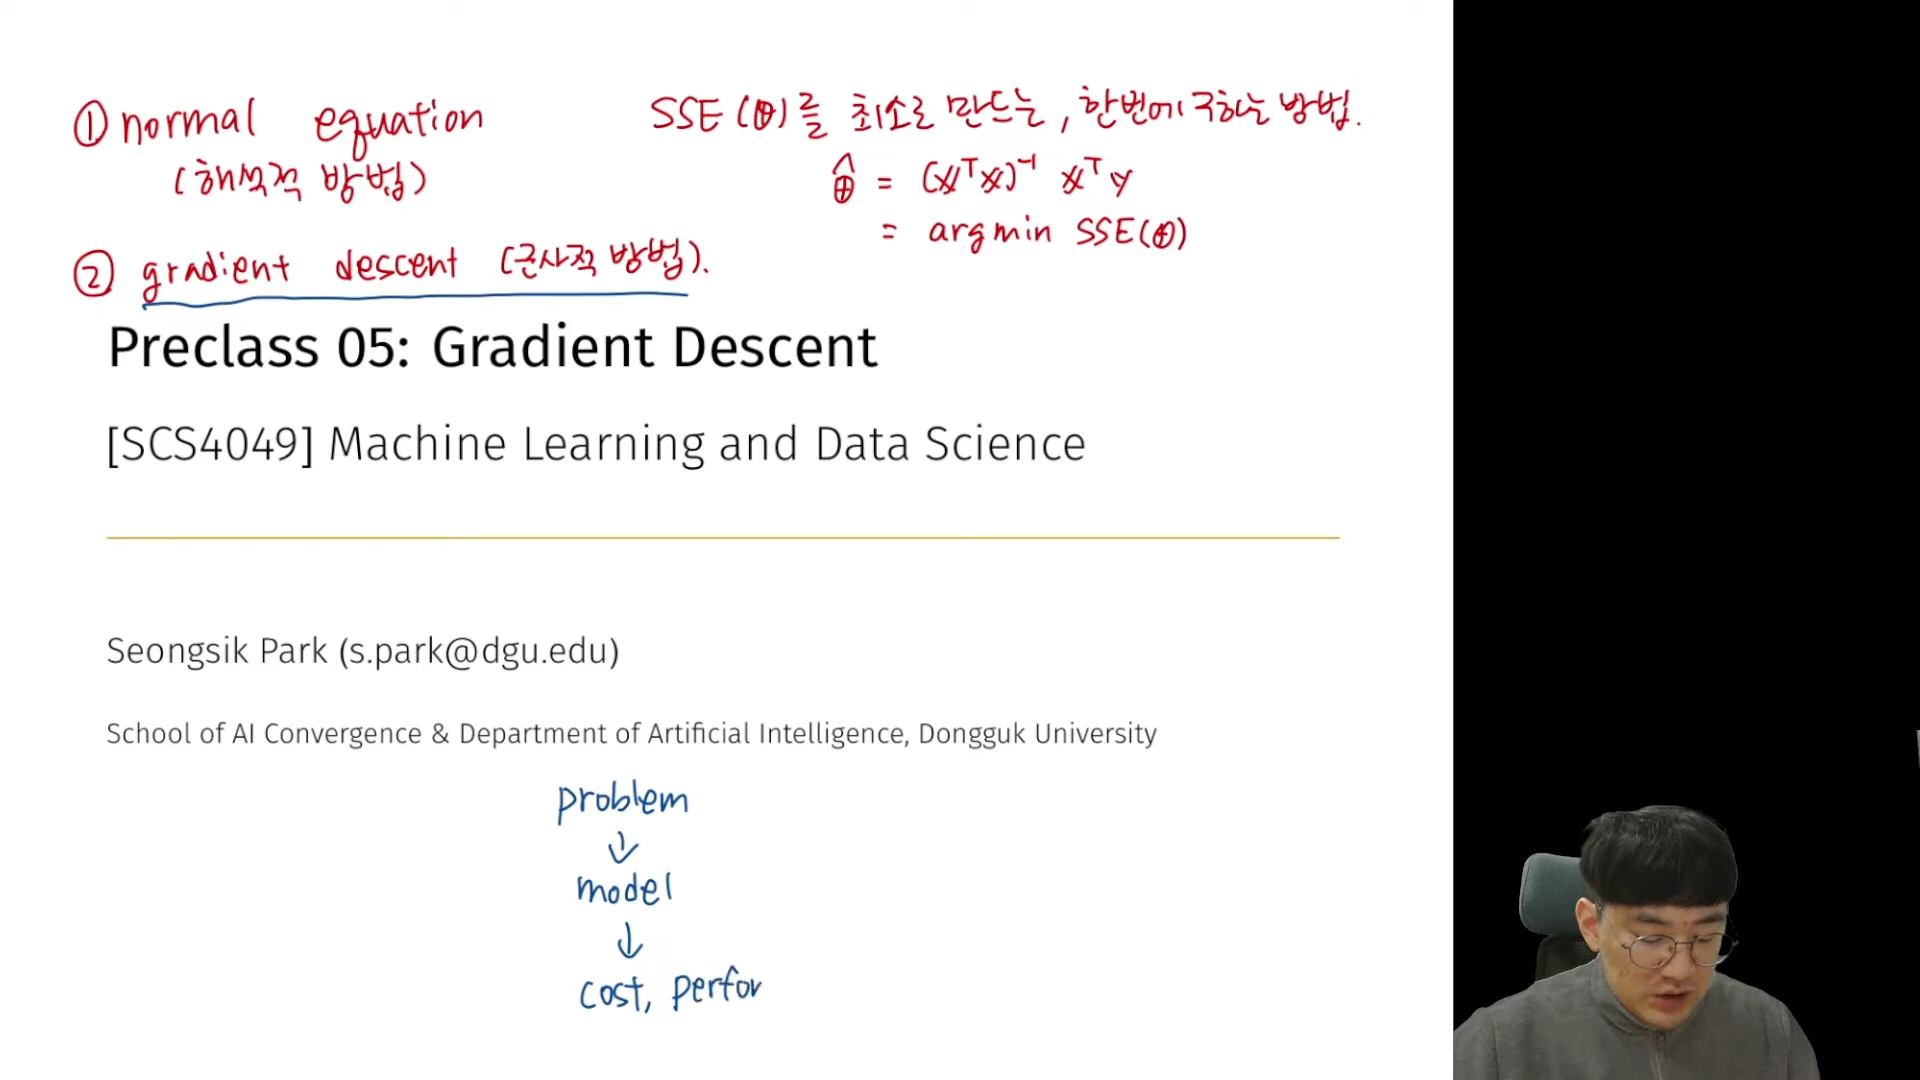 ① normal equation
(해석적 방법)
SSE(θ)를 최소로 만드는, 한번에 구하는 방법.
θ̂ = (XᵀX)⁻¹ Xᵀy
= argmin SSE(θ)
② gradient descent (근사적 방법).
Preclass 05: Gradient Descent
[SCS4049] Machine Learning and Data Science
Seongsik Park (s.park@dgu.edu)
School of AI Convergence & Department of Artificial Intelligence, Dongguk University
problem
↓
model
↓
cost, perfor